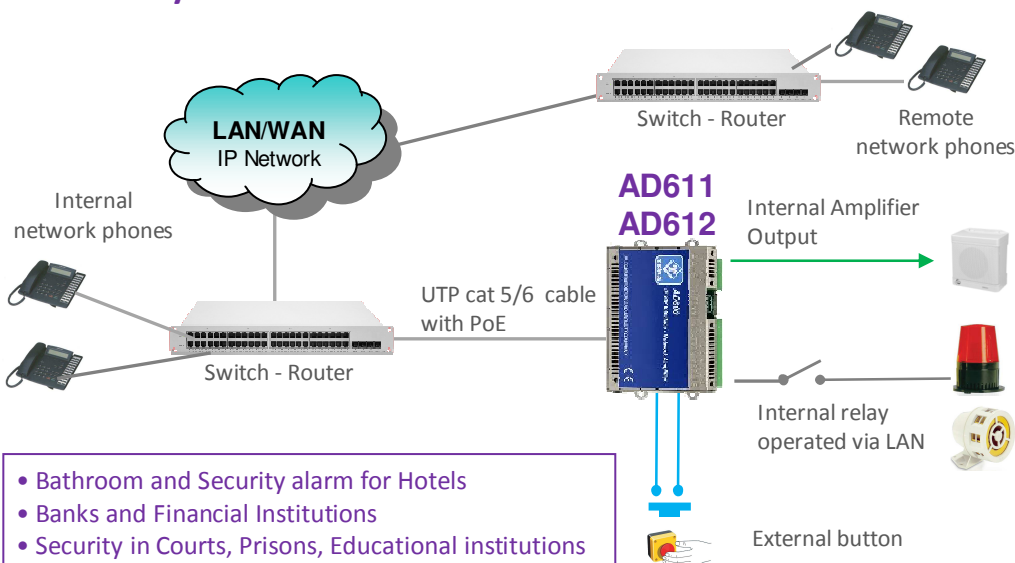 LAN/WAN
IP Network
Switch - Router
Remote
network phones
Internal
network phones
AD611
AD612
Internal Amplifier
Output
UTP cat 5/6 cable
with PoE
Switch - Router
Internal relay
operated via LAN
• Bathroom and Security alarm for Hotels
• Banks and Financial Institutions
• Security in Courts, Prisons, Educational institutions
External button